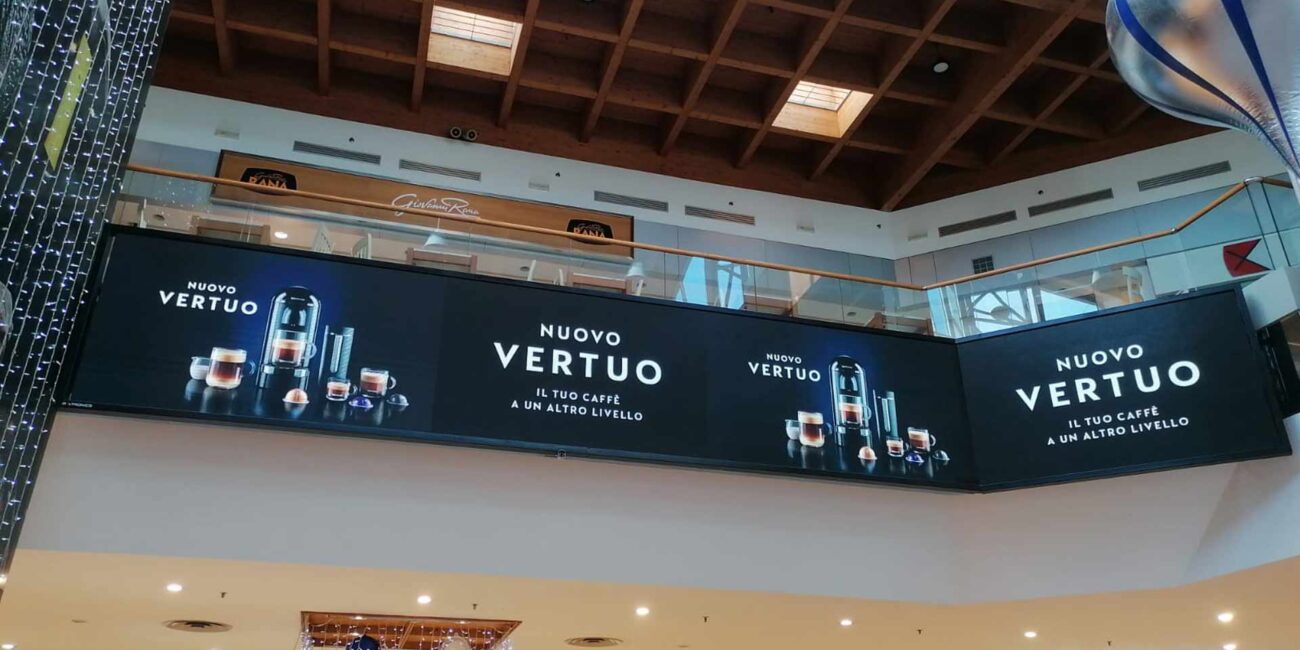 RANA
Giovanni Rana
RANA
NUOVO
VERTUO
NUOVO
VERTUO
IL TUO CAFFÈ
A UN ALTRO LIVELLO
NUOVO
VERTUO
NUOVO
VERTUO
IL TUO CAFFÈ
A UN ALTRO LIVELLO